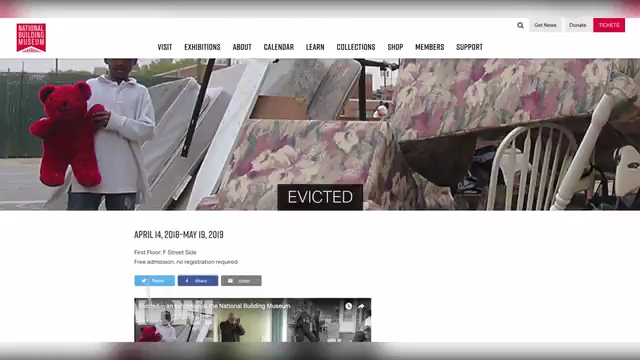 NATIONAL
BUILDING
MUSEUM
Get News
Donate
TICKETS
VISIT
EXHIBITIONS
ABOUT
CALENDAR
LEARN
COLLECTIONS
SHOP
MEMBERS
SUPPORT
EVICTED
APRIL 14, 2018–MAY 19, 2019
First Floor: F Street Side
Free admission, no registration required
Tweet
Share
Evicted is an exhibition at the National Building Museum